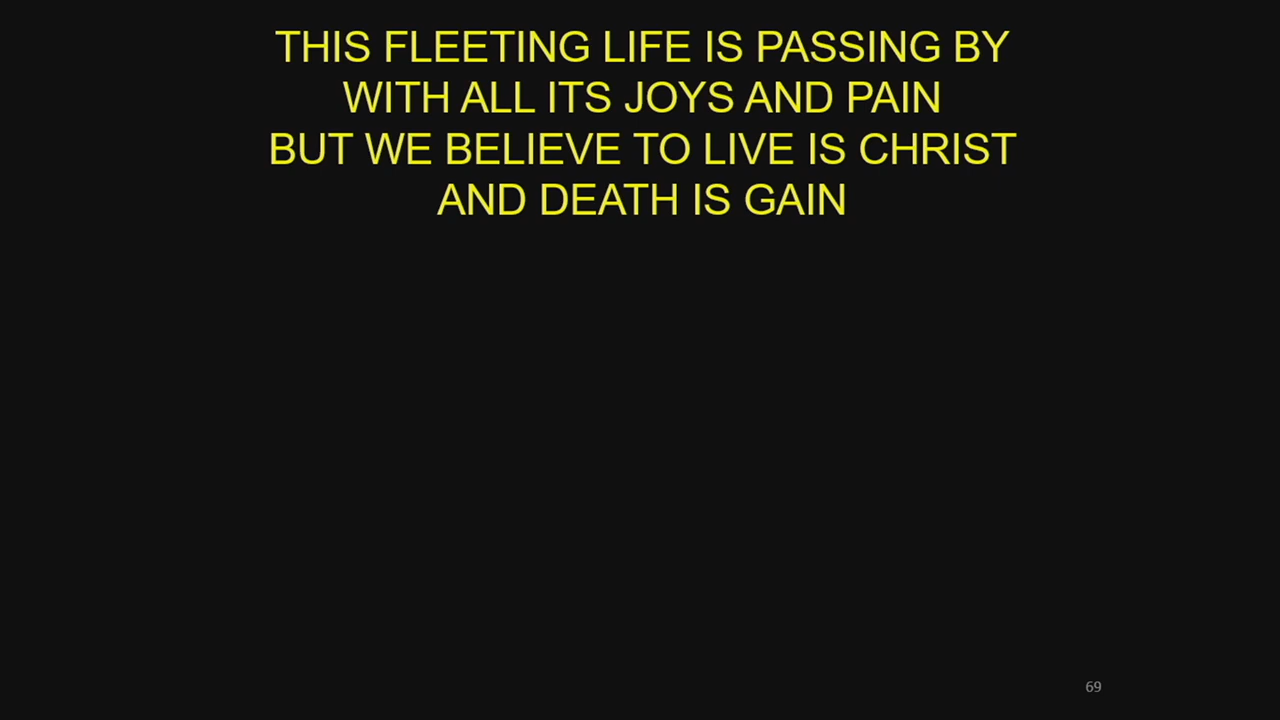 THIS FLEETING LIFE IS PASSING BY
WITH ALL ITS JOYS AND PAIN
BUT WE BELIEVE TO LIVE IS CHRIST
AND DEATH IS GAIN
69